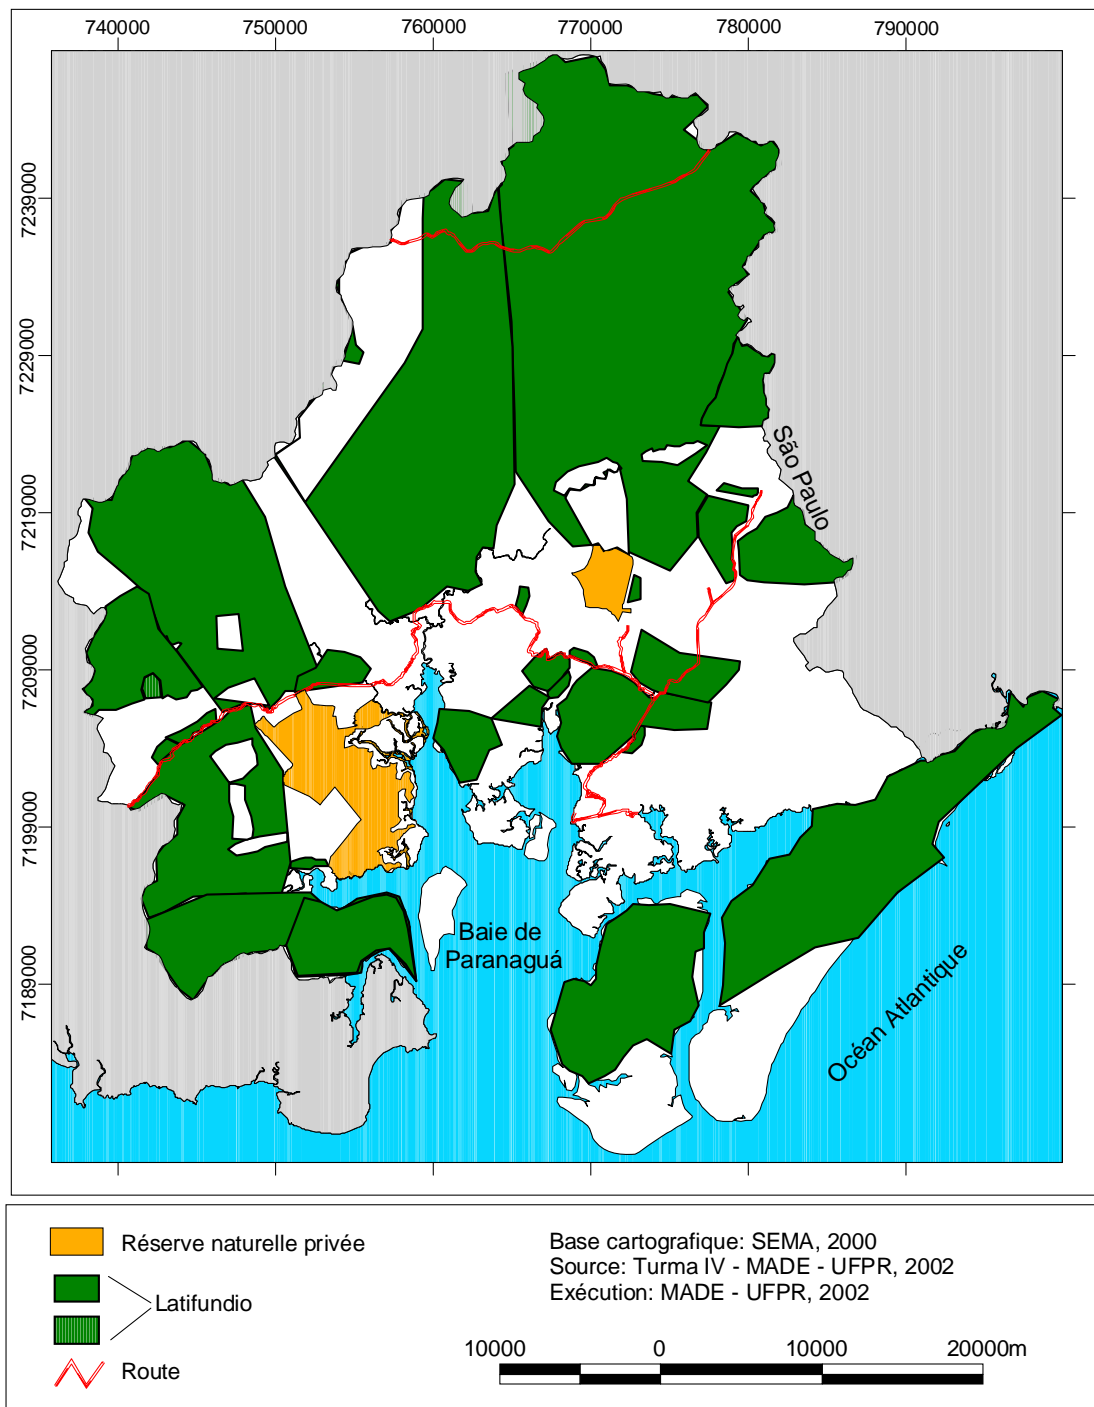 740000 750000 760000 770000 780000 790000
7239000
7229000
7219000
7209000
7199000
7189000
São Paulo
Baie de
Paranaguá
Océan Atlantique
Réserve naturelle privée
Latifundio
Route
Base cartografique: SEMA, 2000
Source: Turma IV - MADE - UFPR, 2002
Exécution: MADE - UFPR, 2002
10000 0 10000 20000m